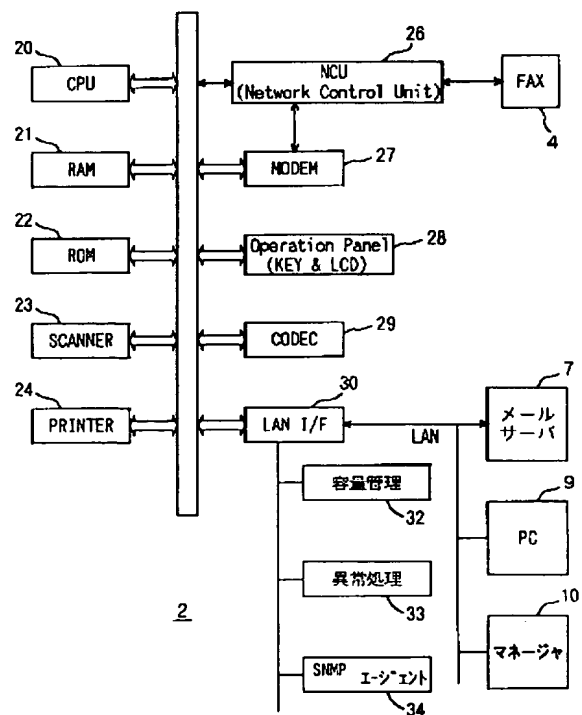 20
CPU
26
NCU
(Network Control Unit)
FAX
4
21
RAM
27
MODEM
22
ROM
28
Operation Panel
(KEY & LCD)
23
SCANNER
29
CODEC
24
PRINTER
30
LAN I/F
LAN
7
メール
サーバ
容量管理
32
9
PC
異常処理
33
10
マネージャ
2
SNMP エージェント
34